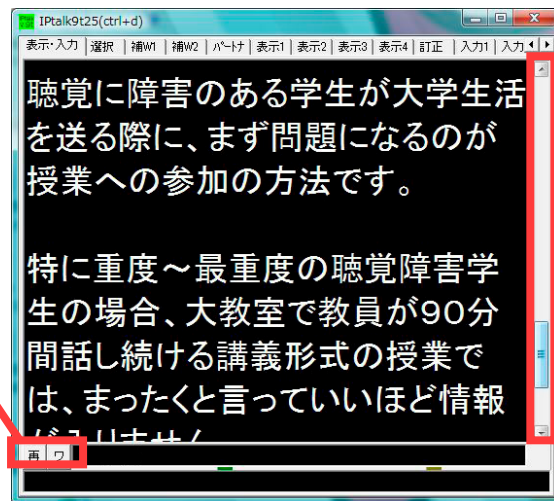 IPtalk9t25(ctrl+d)
表示・入力 選択 補W1 補W2 パートナ 表示1 表示2 表示3 表示4 訂正 入力1 入力
聴覚に障害のある学生が大学生活
を送る際に、まず問題になるのが
授業への参加の方法です。
特に重度～最重度の聴覚障害学
生の場合、大教室で教員が90分
間話し続ける講義形式の授業で
は、まったくと言っていいほど情報
が入りません
再 ワ